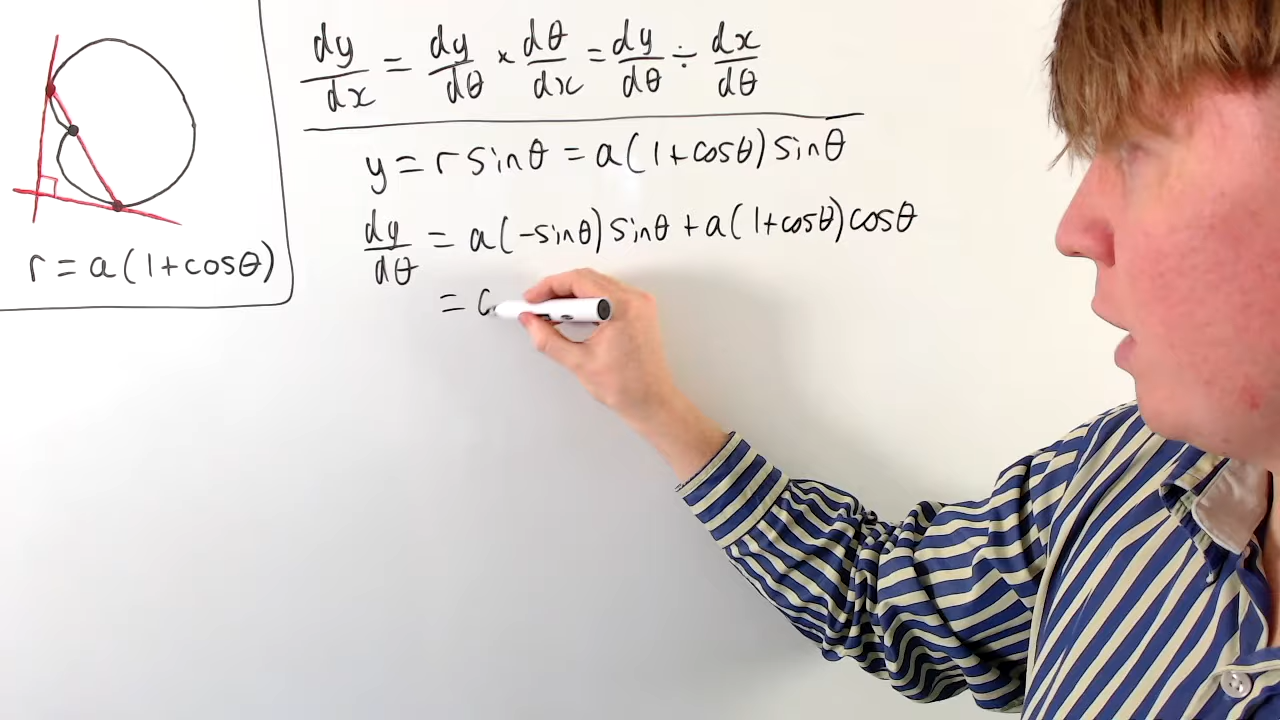 dy/dx = dy/dθ × dθ/dx = dy/dθ ÷ dx/dθ
y = r sinθ = a(1+cosθ) sinθ
dy/dθ = a(-sinθ) sinθ + a(1+cosθ) cosθ
r = a(1+cosθ)
= a